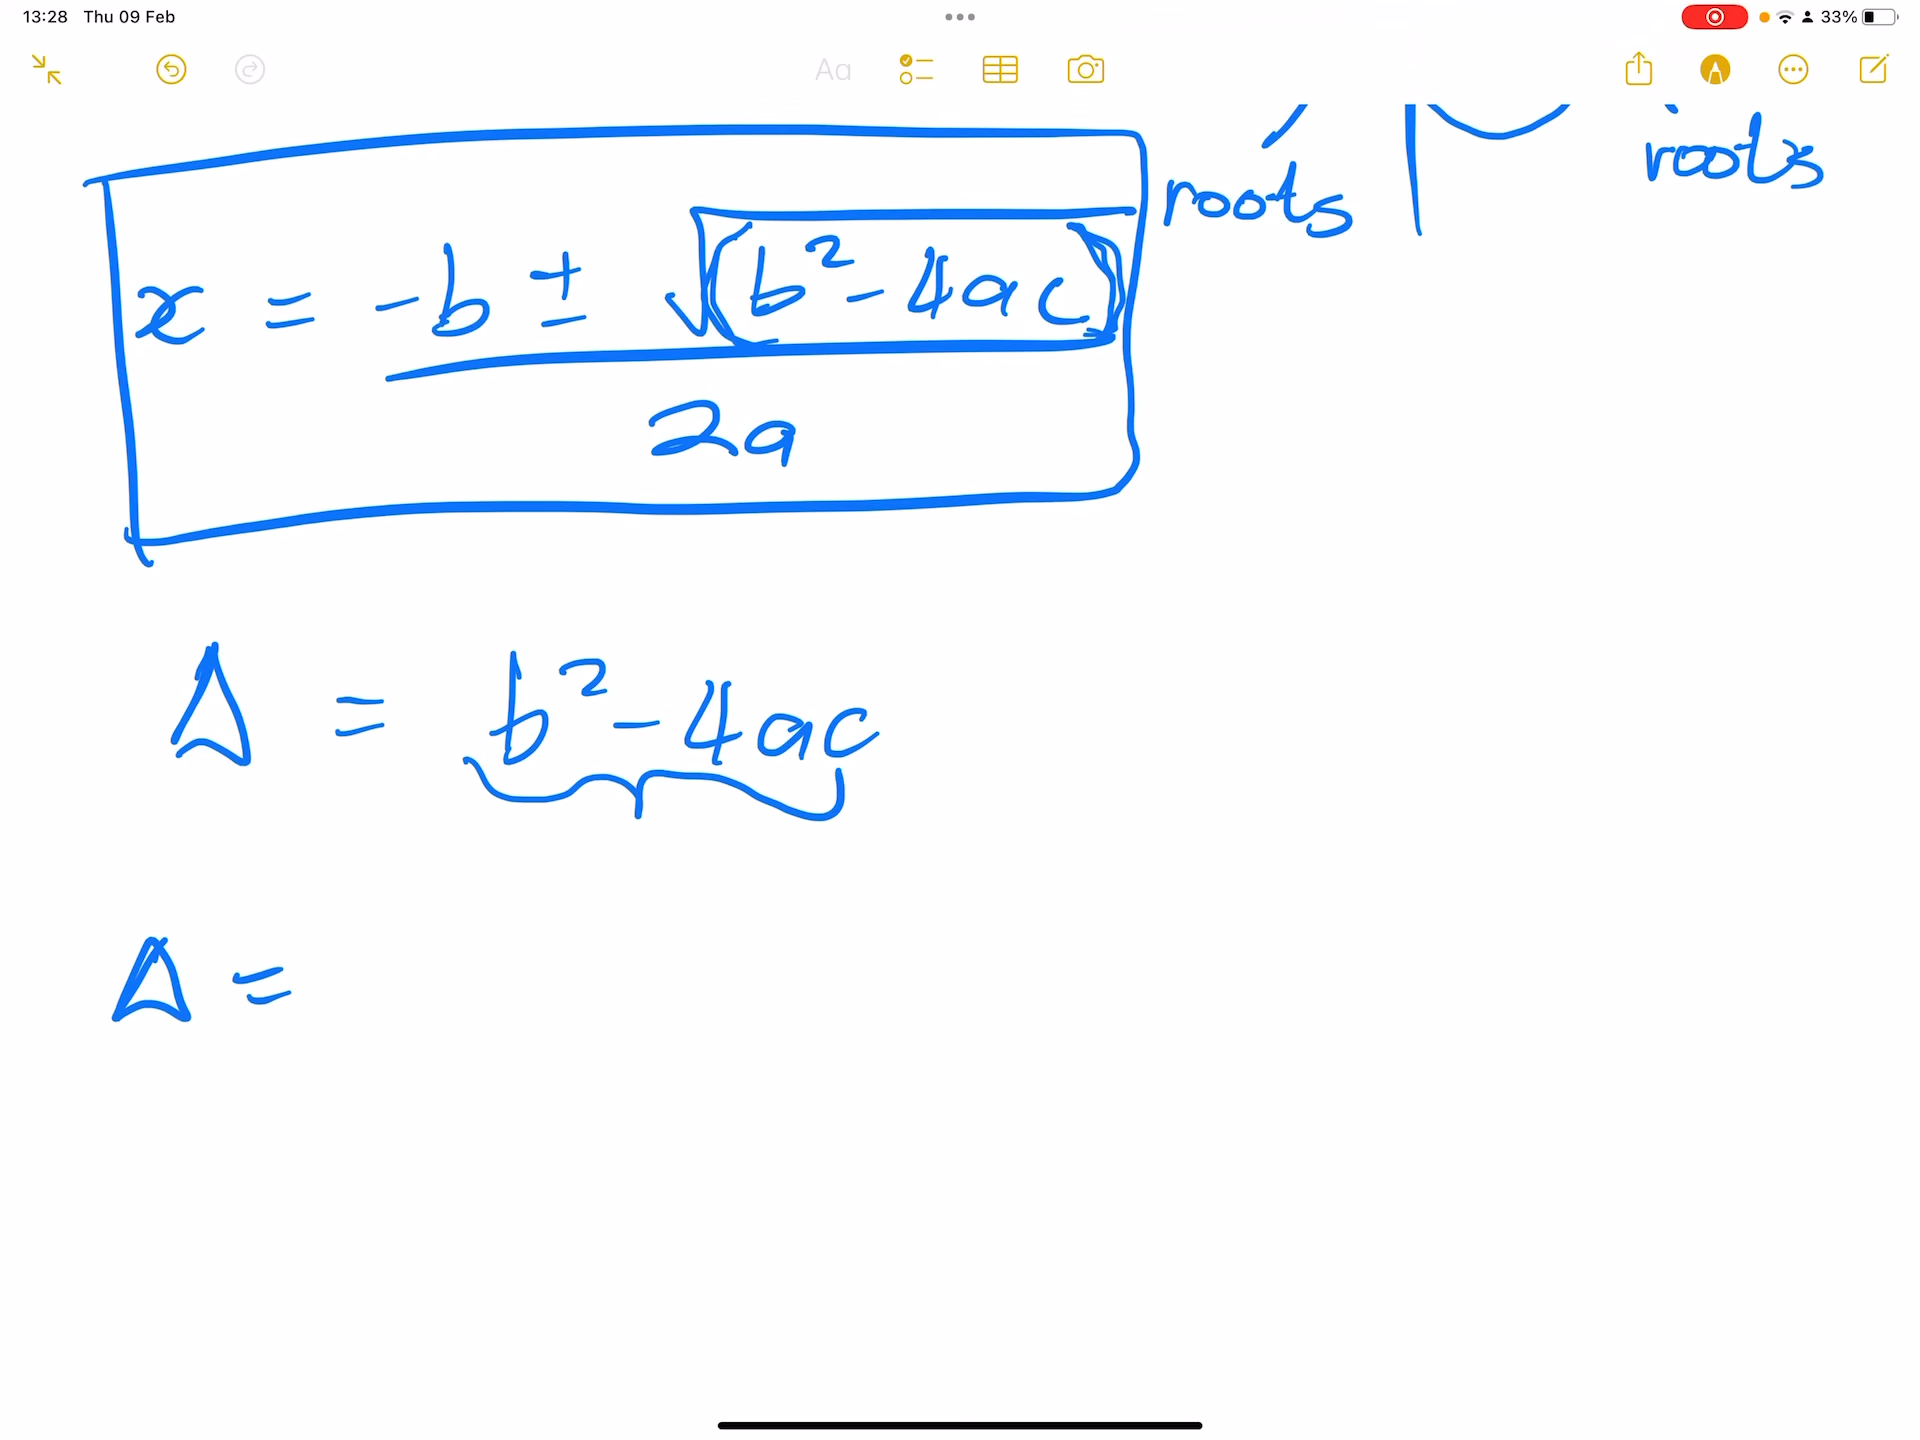 13:28 Thu 09 Feb
33%
Aa
roots
roots
x = -b ± √(b² - 4ac)
2a
Δ = b² - 4ac
Δ =